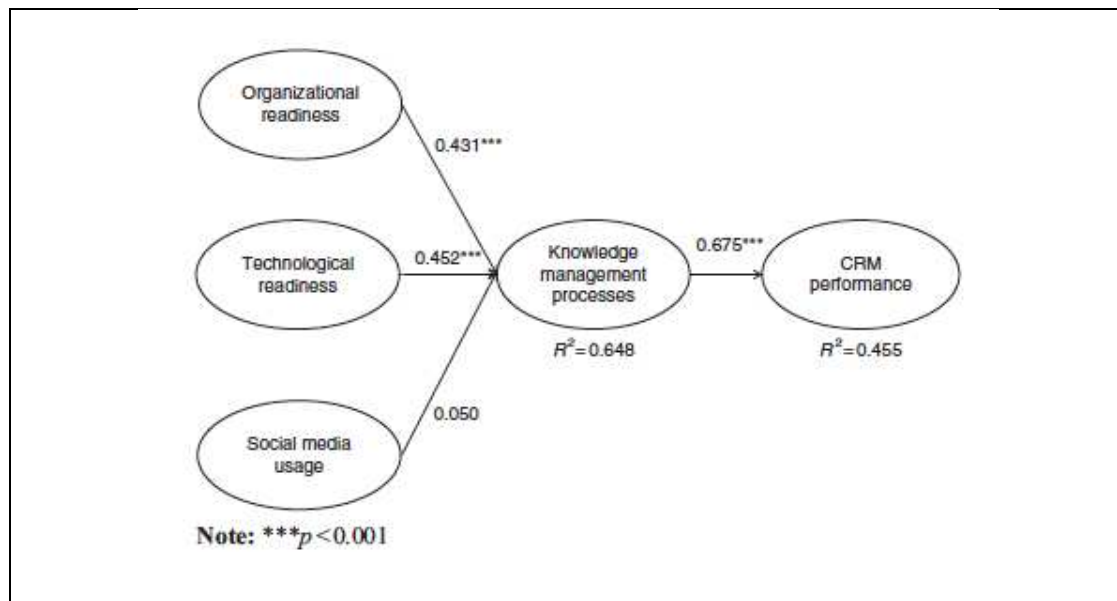 Organizational
readiness
0.431***
Technological
readiness
0.452***
Knowledge
management
processes
0.675***
CRM
performance
R²=0.648
R²=0.455
0.050
Social media
usage
Note: ***p<0.001